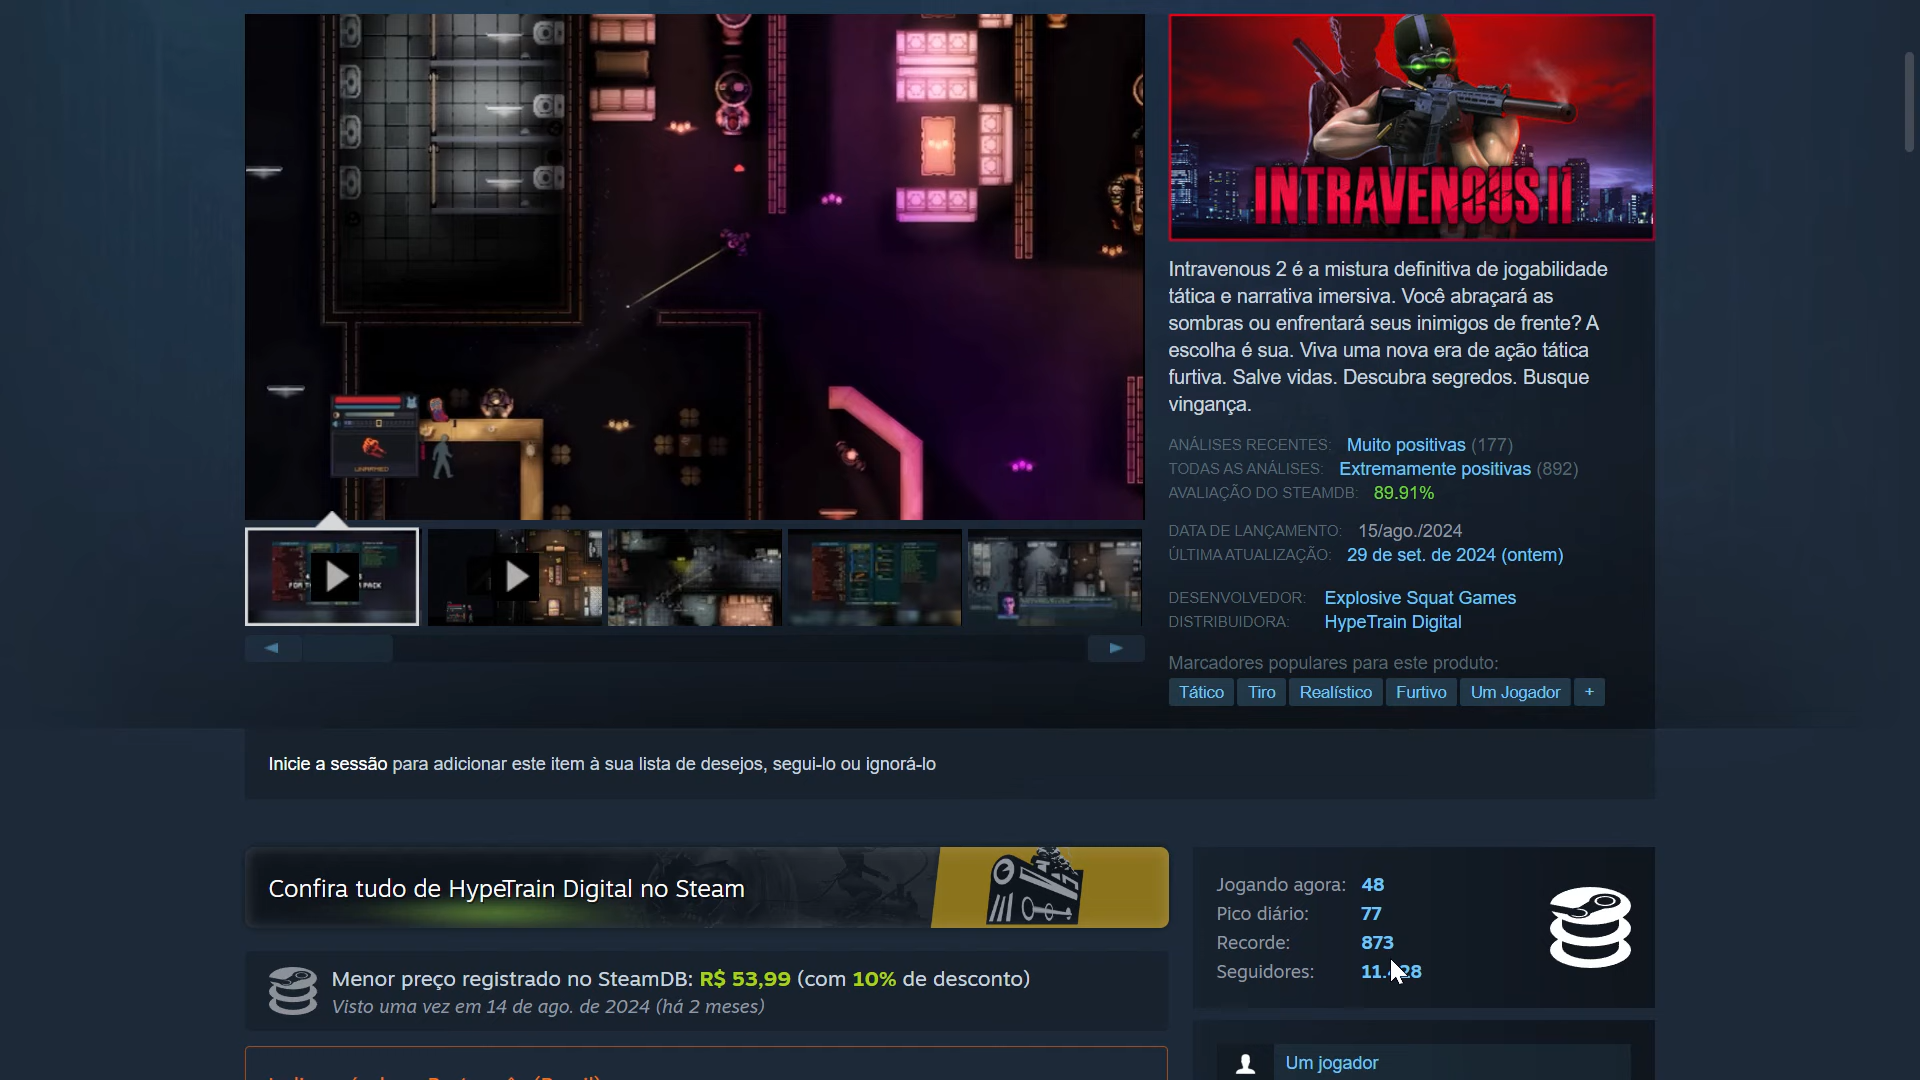 INTRAVENOUS II
Intravenous 2 é a mistura definitiva de jogabilidade
tática e narrativa imersiva. Você abraçará as
sombras ou enfrentará seus inimigos de frente? A
escolha é sua. Viva uma nova era de ação tática
furtiva. Salve vidas. Descubra segredos. Busque
vingança.
ANÁLISES RECENTES: Muito positivas (177)
TODAS AS ANÁLISES: Extremamente positivas (892)
AVALIAÇÃO DO STEAMDB: 89.91%
DATA DE LANÇAMENTO: 15/ago./2024
ÚLTIMA ATUALIZAÇÃO: 29 de set. de 2024 (ontem)
DESENVOLVEDOR: Explosive Squat Games
DISTRIBUIDORA: HypeTrain Digital
Marcadores populares para este produto:
Tático Tiro Realístico Furtivo Um Jogador +
UNARMED
Inicie a sessão para adicionar este item à sua lista de desejos, segui-lo ou ignorá-lo
Confira tudo de HypeTrain Digital no Steam
Menor preço registrado no SteamDB: R$ 53,99 (com 10% de desconto)
Visto uma vez em 14 de ago. de 2024 (há 2 meses)
Jogando agora: 48
Pico diário: 77
Recorde: 873
Seguidores:
Um jogador